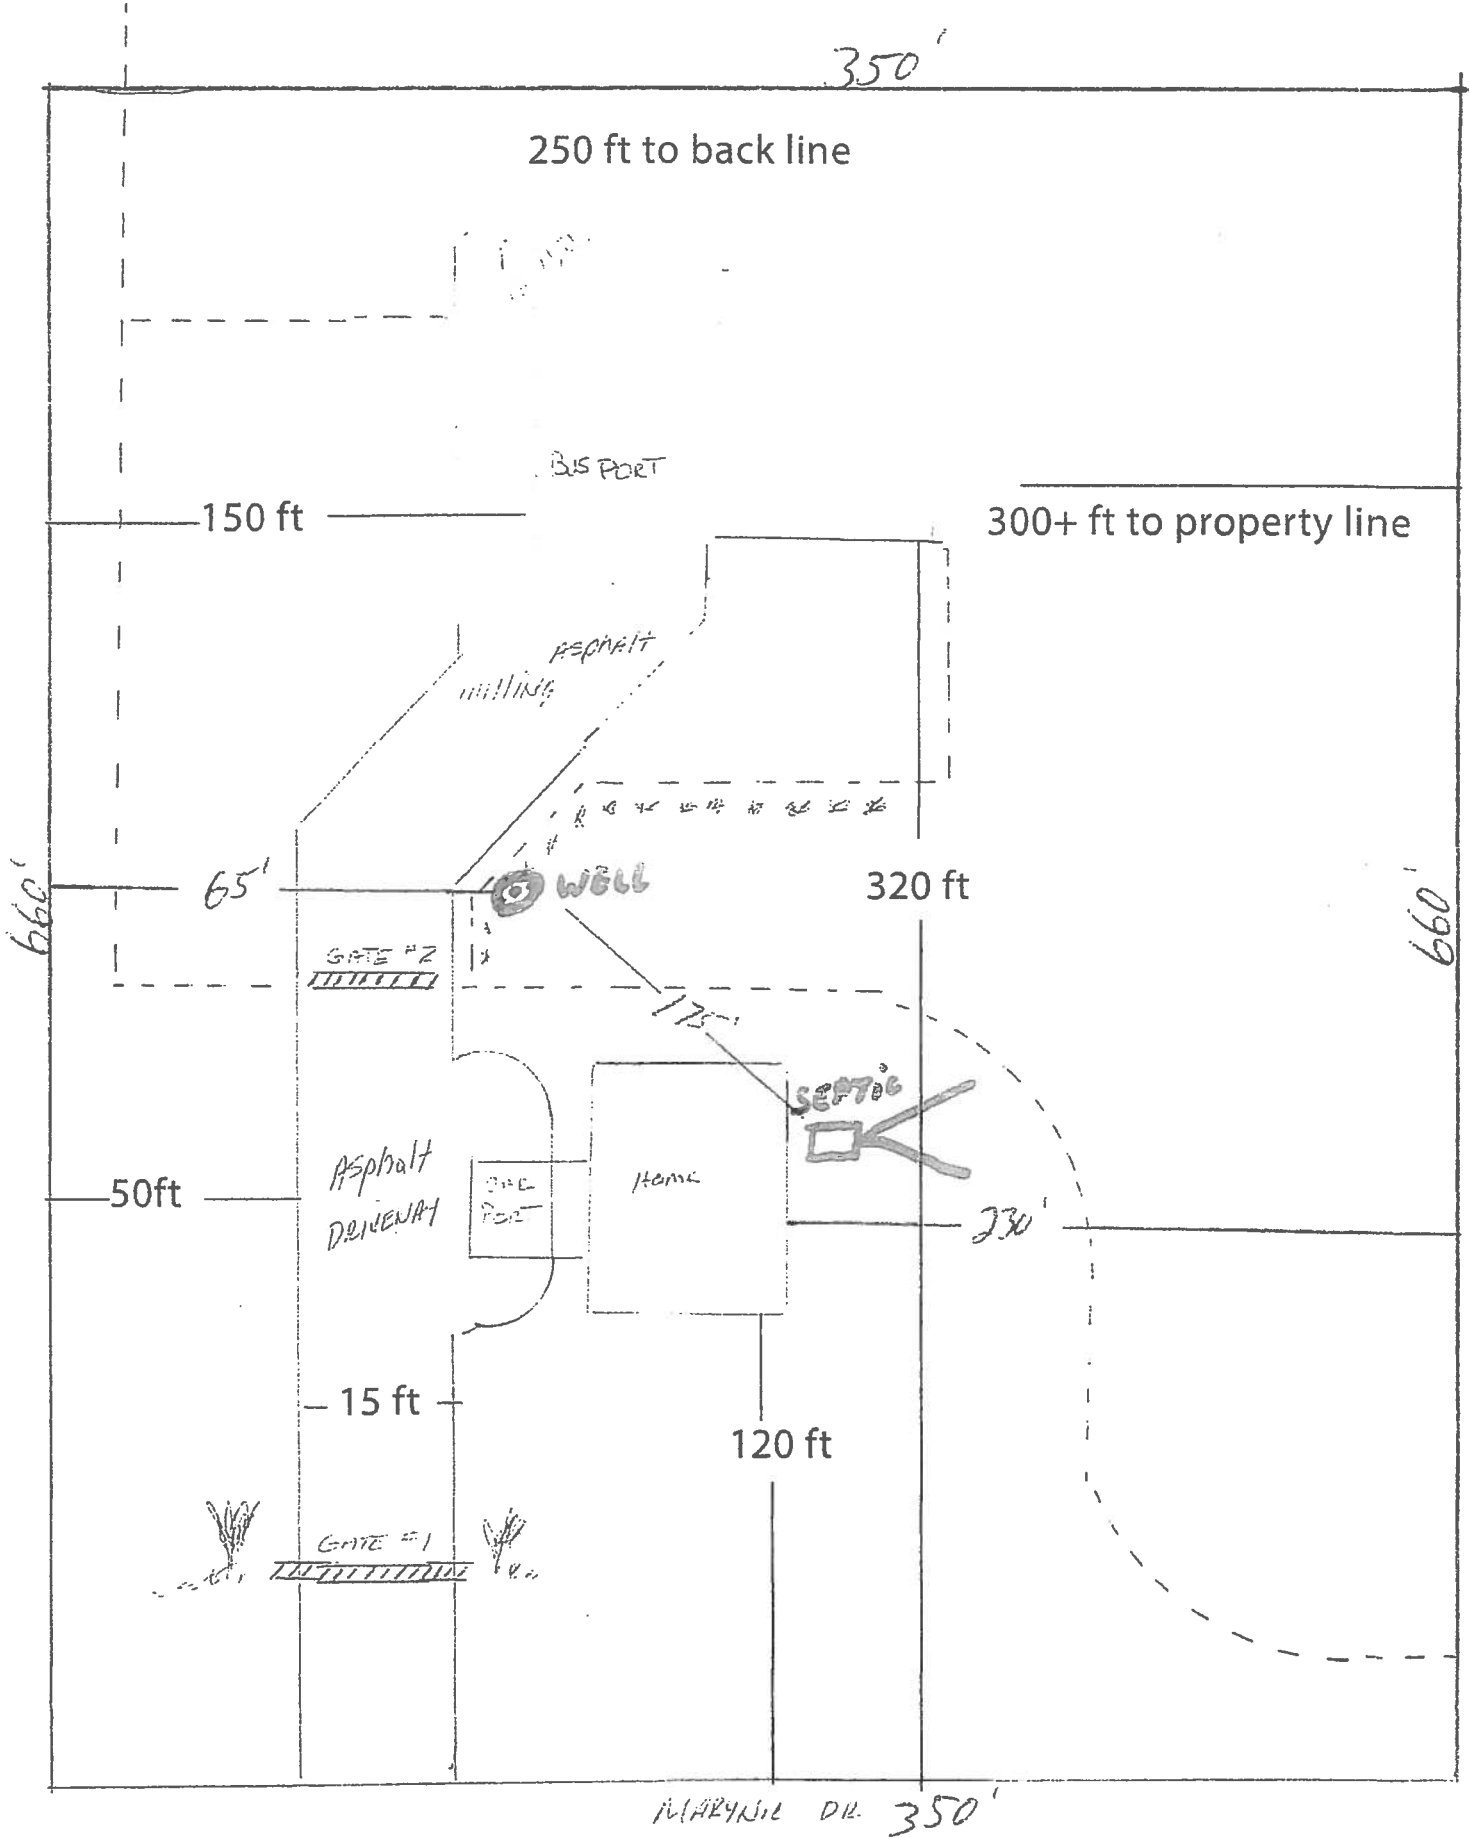 350'
250 ft to back line
BUS PORT
150 ft
300+ ft to property line
ASPHALT
milling
65'
WELL
320 ft
660'
660'
GATE #2
175'
SEPTIC
Asphalt
DRIVEWAY
CAR
PORT
Home
50ft
230'
15 ft
120 ft
GATE #1
MARYNIL DR. 350'